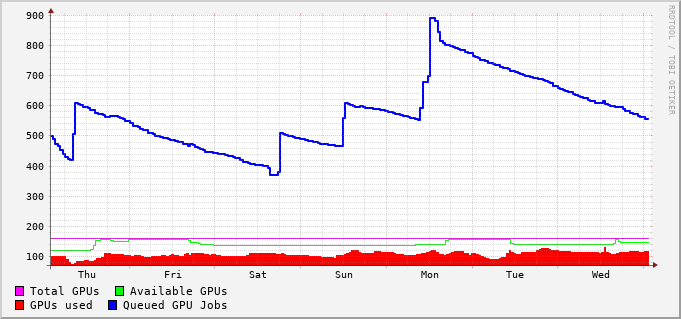 900
800
700
600
500
400
300
200
100
Thu Fri Sat Sun Mon Tue Wed
Total GPUs Available GPUs
GPUs used Queued GPU Jobs
RRDTOOL / TOBI OETIKER